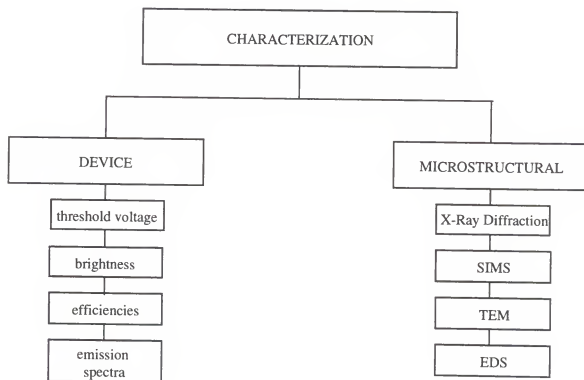 CHARACTERIZATION
DEVICE
threshold voltage
brightness
efficiencies
emission
spectra
MICROSTRUCTURAL
X-Ray Diffraction
SIMS
TEM
EDS